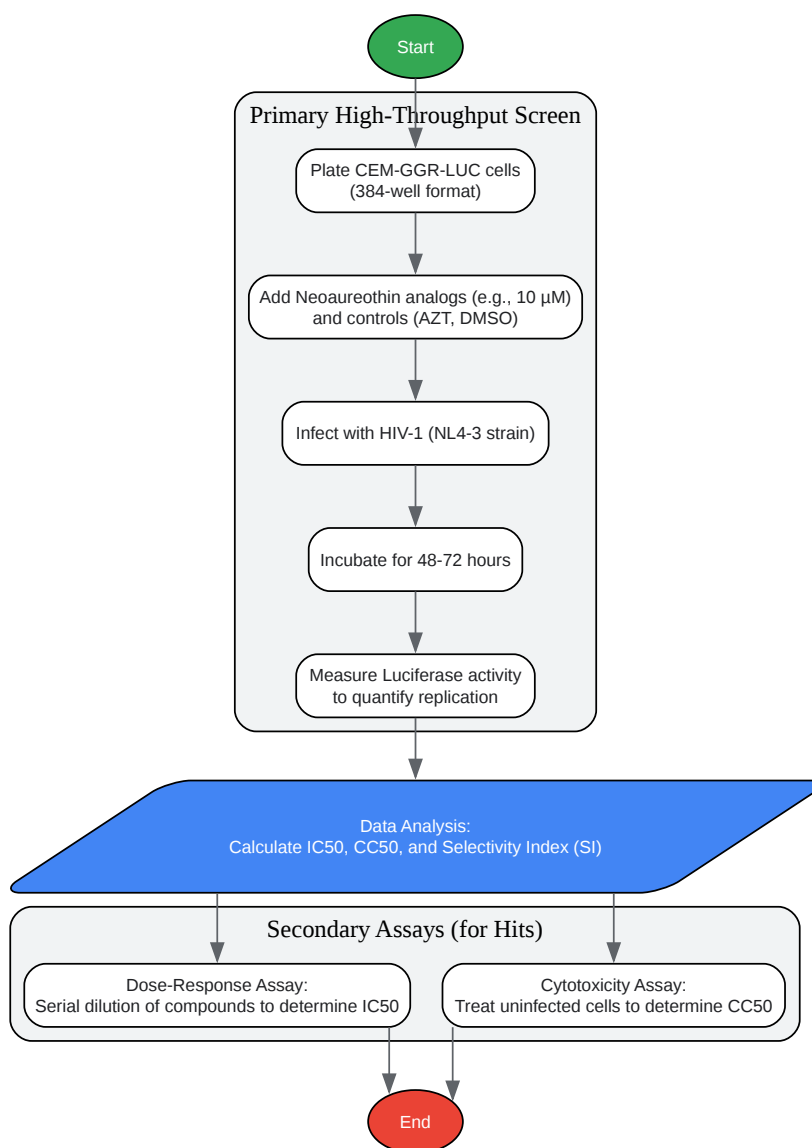 Start
Primary High-Throughput Screen
Plate CEM-GGR-LUC cells
(384-well format)
Add Neoaureothin analogs (e.g., 10 µM)
and controls (AZT, DMSO)
Infect with HIV-1 (NL4-3 strain)
Incubate for 48-72 hours
Measure Luciferase activity
to quantify replication
Data Analysis:
Calculate IC50, CC50, and Selectivity Index (SI)
Secondary Assays (for Hits)
Dose-Response Assay:
Serial dilution of compounds to determine IC50
Cytotoxicity Assay:
Treat uninfected cells to determine CC50
End